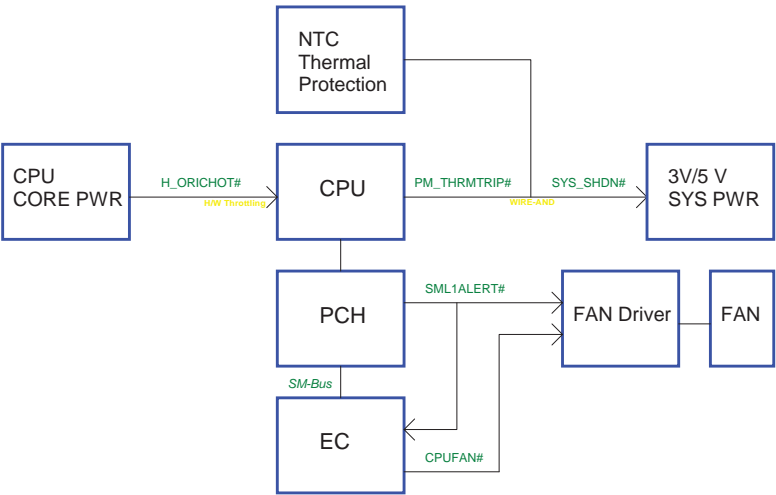 NTC
Thermal
Protection
CPU
CORE PWR
H_ORICHOT#
H/W Throttling
CPU
PM_THRMTRIP#
WIRE-AND
SYS_SHDN#
3V/5 V
SYS PWR
PCH
SML1ALERT#
FAN Driver
FAN
SM-Bus
EC
CPUFAN#